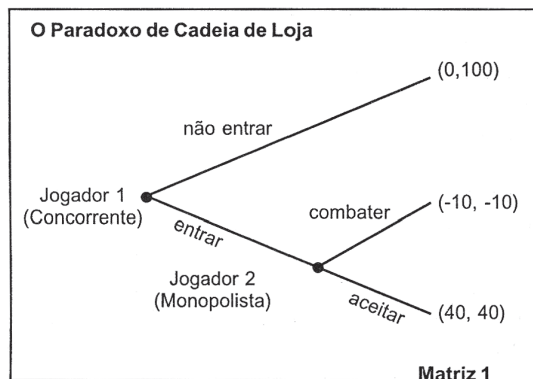 O Paradoxo de Cadeia de Loja
(0,100)
não entrar
Jogador 1
(Concorrente)
combater
(-10, -10)
entrar
Jogador 2
(Monopolista)
aceitar
(40, 40)
Matriz 1